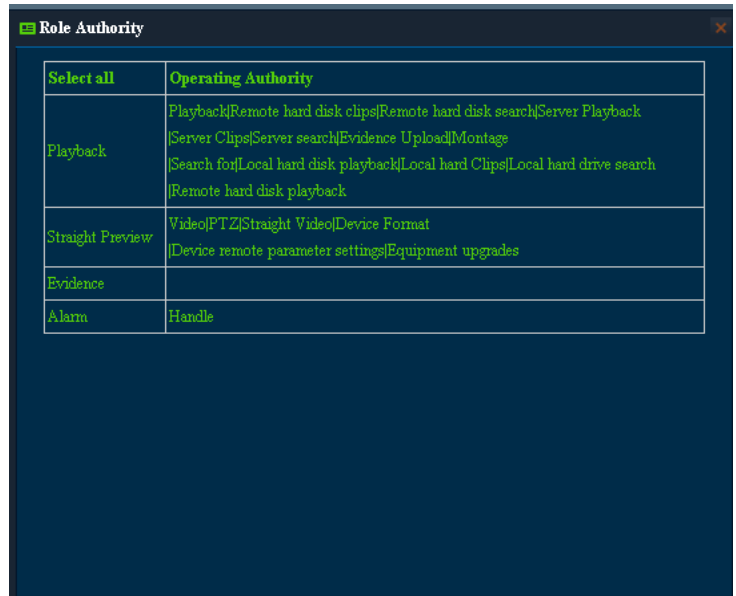 Role Authority
Select all Operating Authority
Playback Playback|Remote hard disk clips|Remote hard disk search|Server Playback
|Server Clips|Server search|Evidence Upload|Montage
|Search for|Local hard disk playback|Local hard Clips|Local hard drive search
|Remote hard disk playback
Straight Preview Video|PTZ|Straight Video|Device Format
|Device remote parameter settings|Equipment upgrades
Evidence
Alarm Handle